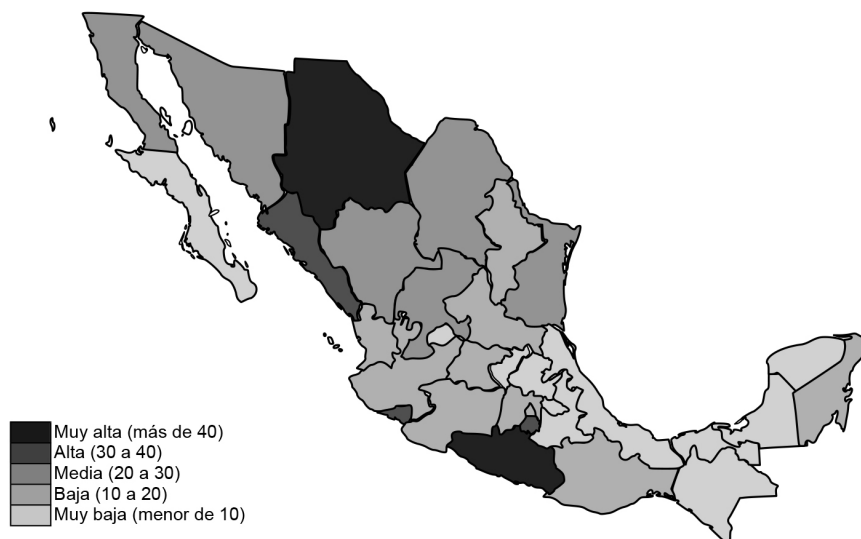 Muy alta (más de 40)
Alta (30 a 40)
Media (20 a 30)
Baja (10 a 20)
Muy baja (menor de 10)